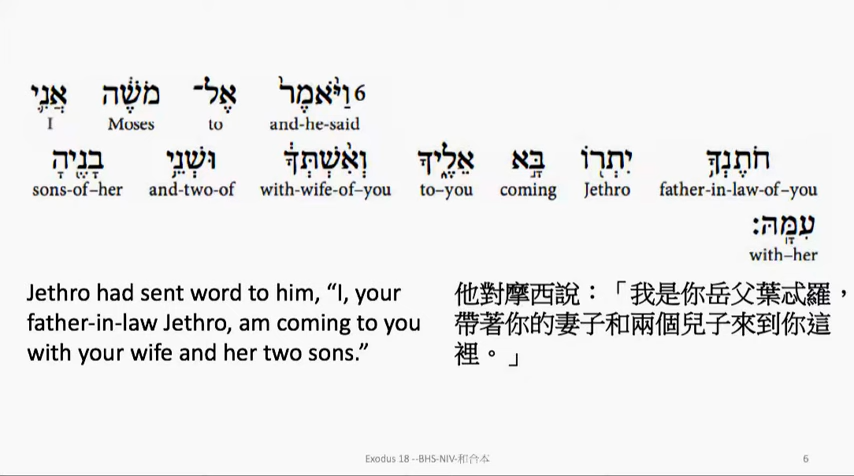 6 וַיֹּ֙אמֶר֙ אֶל־ מֹשֶׁ֔ה אֲנִ֛י
and-he-said to Moses I
חֹתֶנְךָ֥ יִתְר֖וֹ בָּ֣א אֵלֶ֑יךָ וְאִ֨שְׁתְּךָ֔ וּשְׁנֵ֥י בָנֶ֖יהָ
father-in-law-of-you Jethro coming to–you with-wife-of–you and-two-of sons-of–her
עִמָּֽהּ׃
with–her
Jethro had sent word to him, “I, your
father-in-law Jethro, am coming to you
with your wife and her two sons.”
他對摩西說：「我是你岳父葉忒羅，
帶著你的妻子和兩個兒子來到你這
裡。」
Exodus 18 --BHS-NIV-和合本
6